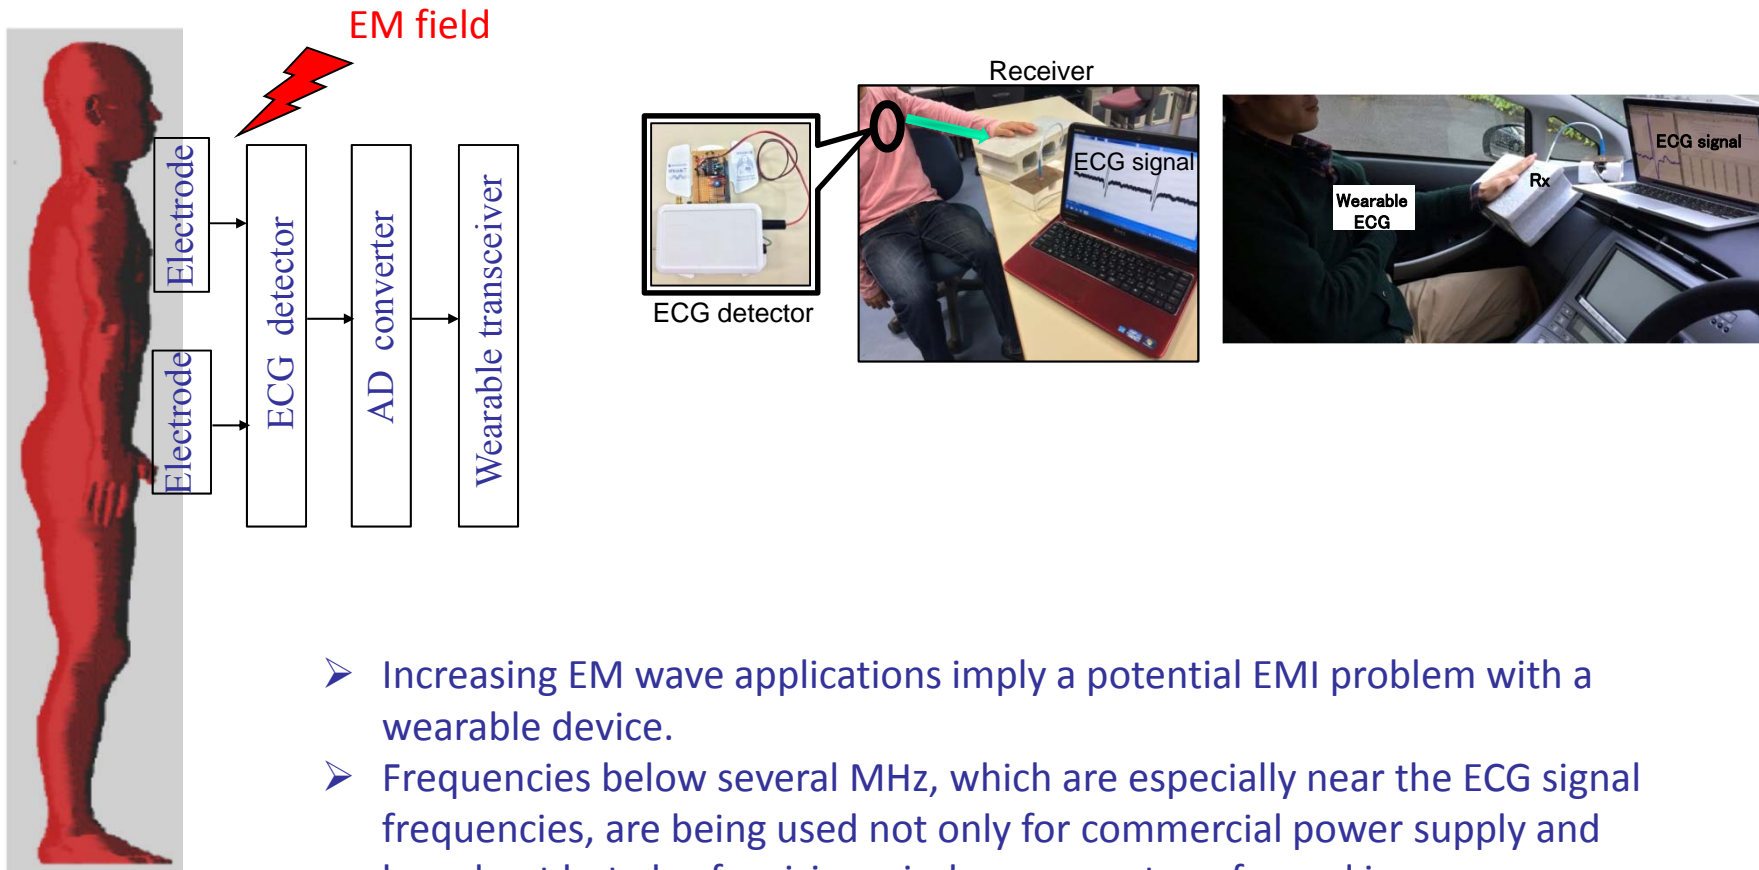 EM field
Electrode
Electrode
ECG detector
AD converter
Wearable transceiver
Receiver
ECG signal
ECG detector
Wearable
ECG
Rx
ECG signal
➢ Increasing EM wave applications imply a potential EMI problem with a
wearable device.
➢ Frequencies below several MHz, which are especially near the ECG signal
frequencies, are being used not only for commercial power supply and